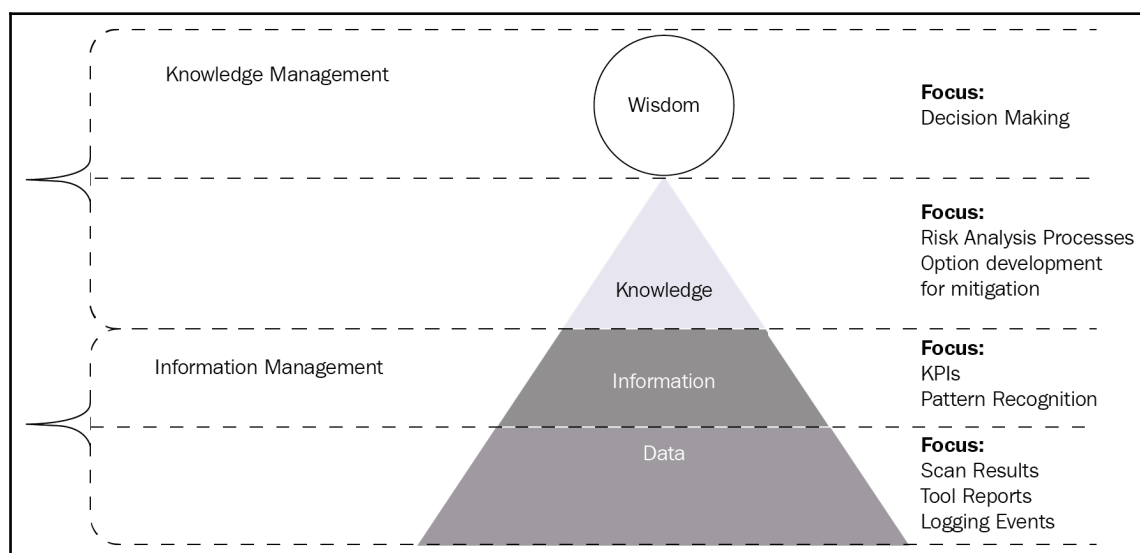 Knowledge Management
Wisdom
Focus:
Decision Making
Focus:
Risk Analysis Processes
Option development
for mitigation
Knowledge
Information Management
Information
Focus:
KPIs
Pattern Recognition
Data
Focus:
Scan Results
Tool Reports
Logging Events